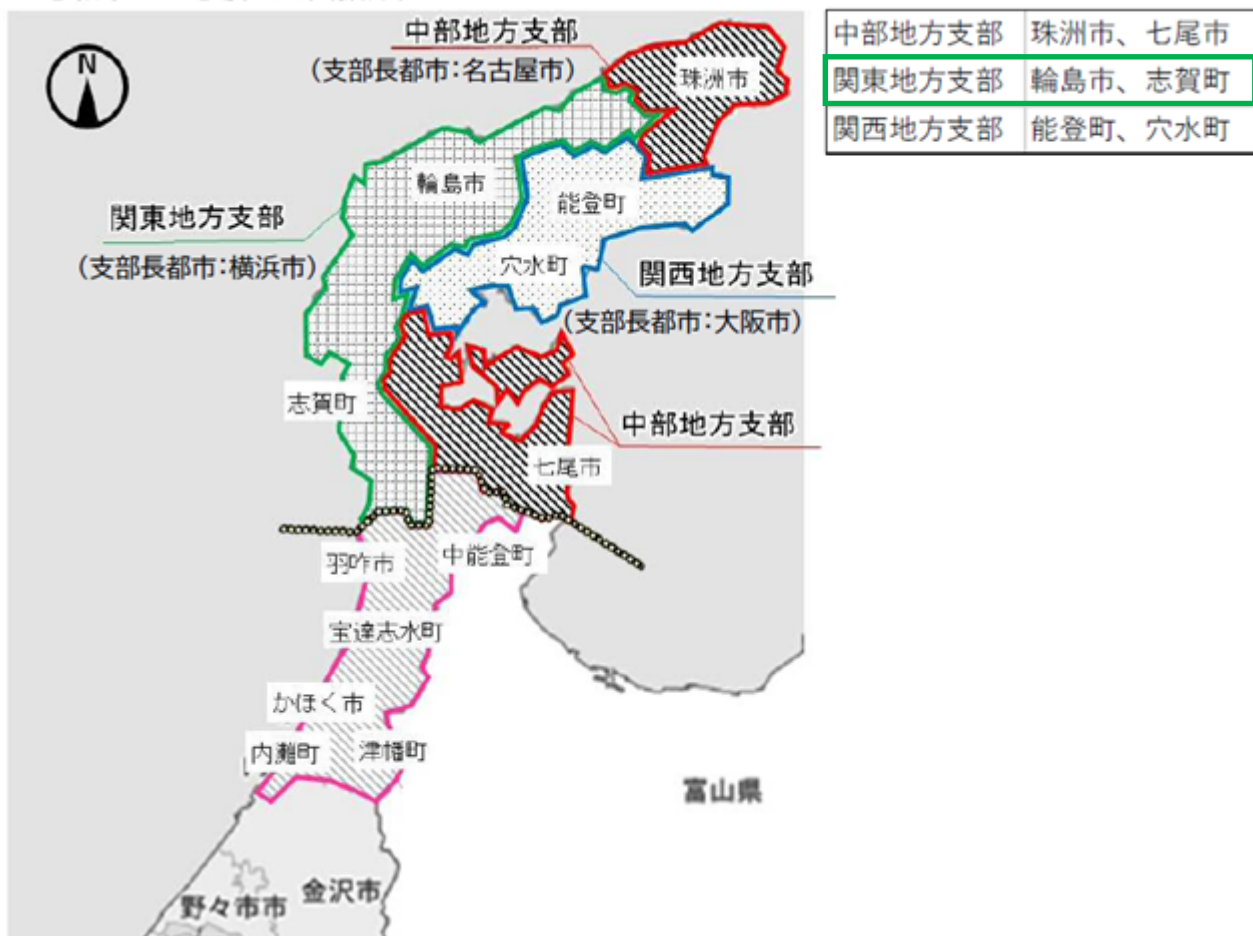 中部地方支部
(支部長都市:名古屋市)
珠洲市
中部地方支部 珠洲市、七尾市
関東地方支部 輪島市、志賀町
関西地方支部 能登町、穴水町
N
輪島市
能登町
関東地方支部
(支部長都市:横浜市)
穴水町
関西地方支部
(支部長都市:大阪市)
志賀町
中部地方支部
七尾市
羽咋市
中能登町
宝達志水町
かほく市
内灘町
津幡町
富山県
金沢市
野々市市